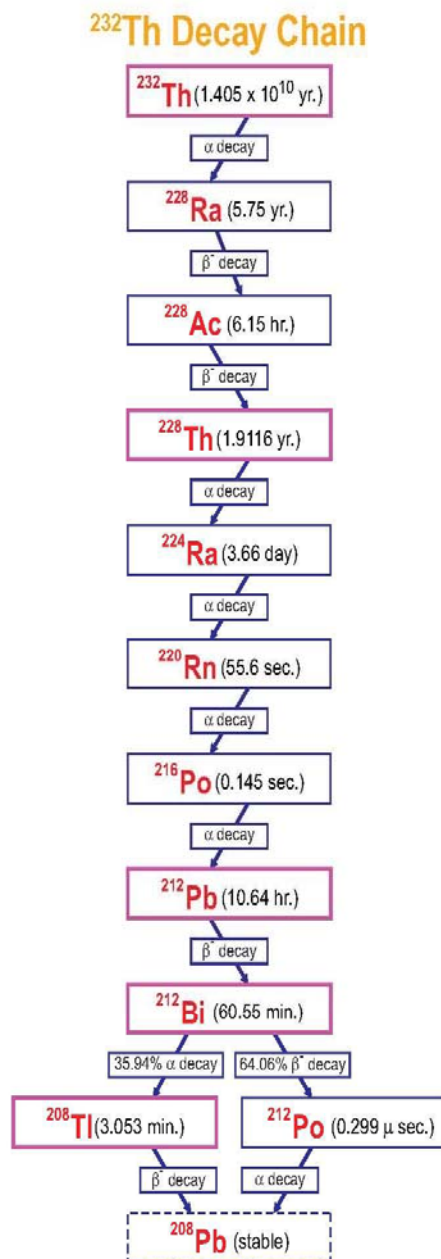 ²³²Th Decay Chain
²³²Th (1.405 x 10¹⁰ yr.)
α decay
²²⁸Ra (5.75 yr.)
β⁻ decay
²²⁸Ac (6.15 hr.)
β⁻ decay
²²⁸Th (1.9116 yr.)
α decay
²²⁴Ra (3.66 day)
α decay
²²⁰Rn (55.6 sec.)
α decay
²¹⁶Po (0.145 sec.)
α decay
²¹²Pb (10.64 hr.)
β⁻ decay
²¹²Bi (60.55 min.)
35.94% α decay
64.06% β⁻ decay
²⁰⁸Tl (3.053 min.)
²¹²Po (0.299 μ sec.)
β⁻ decay
α decay
²⁰⁸Pb (stable)